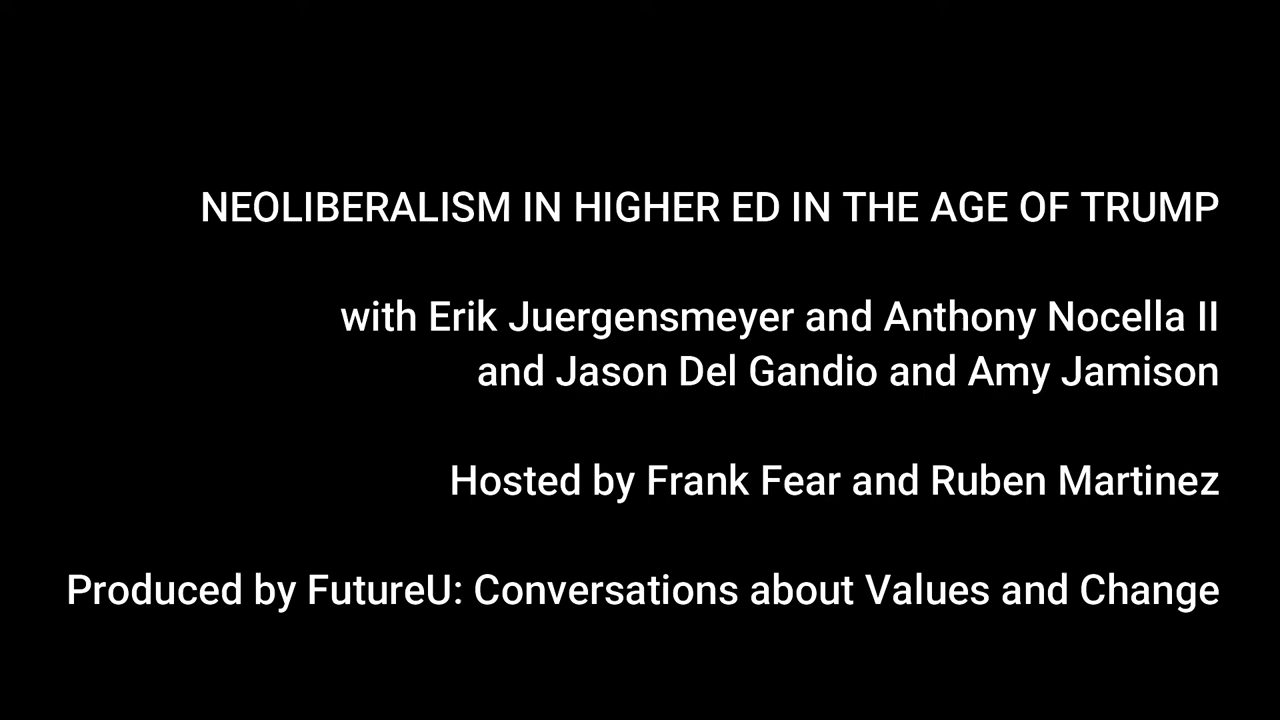 NEOLIBERALISM IN HIGHER ED IN THE AGE OF TRUMP
with Erik Juergensmeyer and Anthony Nocella II
and Jason Del Gandio and Amy Jamison
Hosted by Frank Fear and Ruben Martinez
Produced by FutureU: Conversations about Values and Change